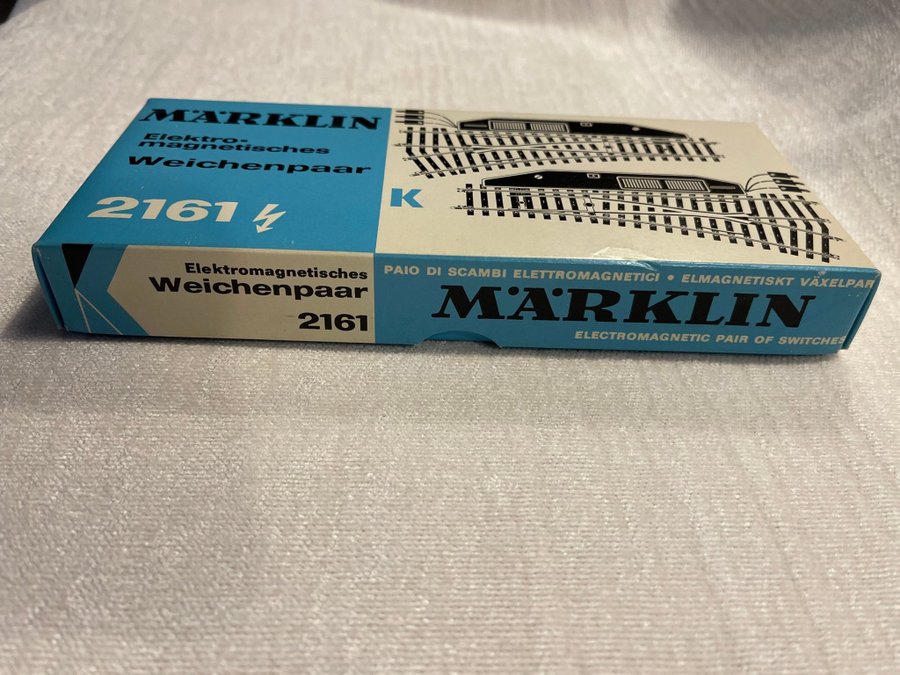 MÄRKLIN
Elektro-
magnetisches
Weichenpaar
2161
K
Elektromagnetisches
Weichenpaar
2161
PAIO DI SCAMBI ELETTROMAGNETICI • ELMAGNETISKT VÄXELPAR
MÄRKLIN
ELECTROMAGNETIC PAIR OF SWITCHES